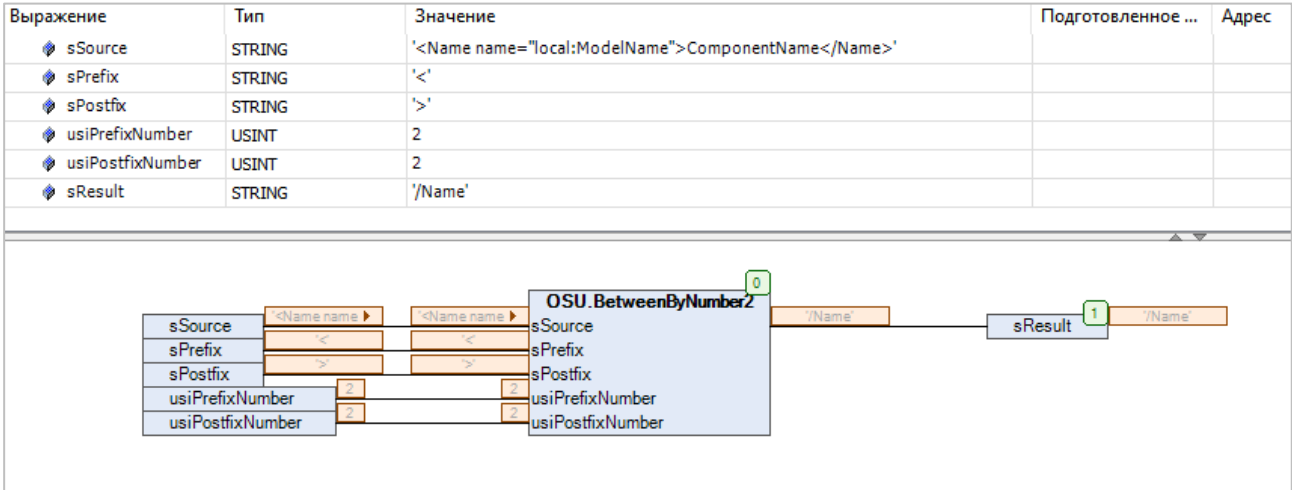 Выражение Тип Значение Подготовленное ... Адрес
sSource STRING '<Name name="local:ModelName">ComponentName</Name>'
sPrefix STRING '<'
sPostfix STRING '>'
usiPrefixNumber USINT 2
usiPostfixNumber USINT 2
sResult STRING '/Name'
0
OSU.BetweenByNumber2
'<Name name '<Name name '/Name' 1 '/Name'
sSource sSource sResult
'<' '<'
sPrefix sPrefix
'>' '>'
sPostfix sPostfix
2 2
usiPrefixNumber usiPrefixNumber
2 2
usiPostfixNumber usiPostfixNumber